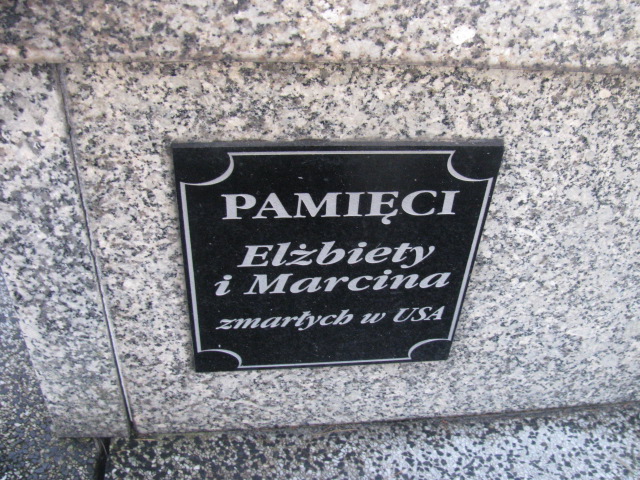 PAMIĘCI
Elżbiety
i Marcina
zmarłych w USA